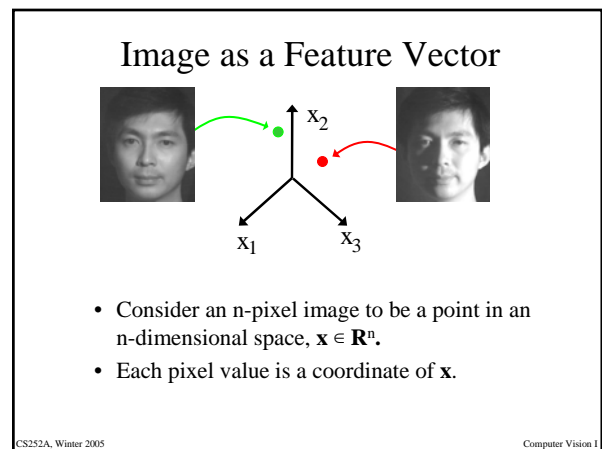 Image as a Feature Vector
x₂
x₁
x₃
• Consider an n-pixel image to be a point in an
n-dimensional space, x ∈ Rⁿ.
• Each pixel value is a coordinate of x.
CS252A, Winter 2005
Computer Vision I